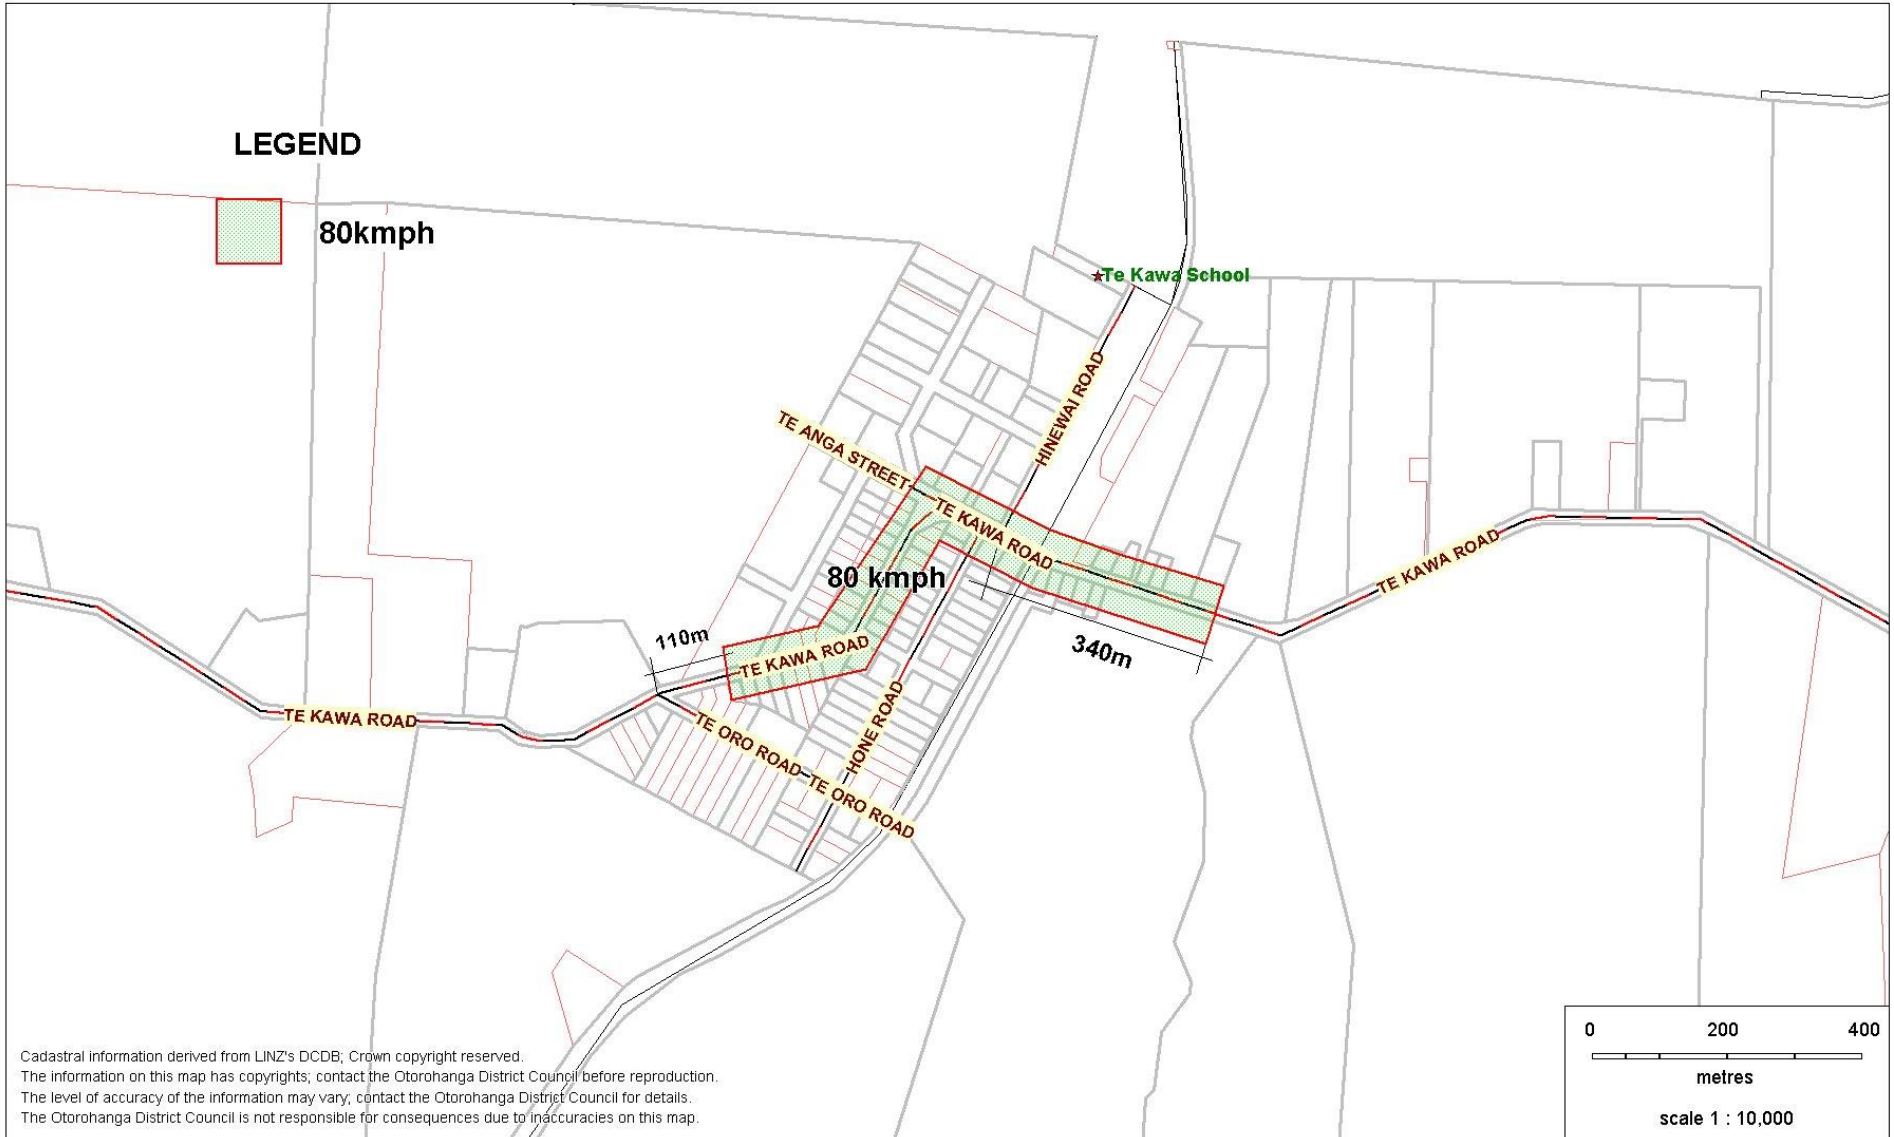 LEGEND
80kmph
Te Kawa School
HINEWAI ROAD
TE ANGA STREET
TE KAWA ROAD
80 kmph
TE KAWA ROAD
110m
TE KAWA ROAD
340m
TE KAWA ROAD
TE ORO ROAD
HONE ROAD
TE ORO ROAD
TE KAWA ROAD
0 200 400
metres
scale 1 : 10,000
Cadastral information derived from LINZ's DCDB; Crown copyright reserved.
The information on this map has copyrights; contact the Otorohanga District Council before reproduction.
The level of accuracy of the information may vary; contact the Otorohanga District Council for details.
The Otorohanga District Council is not responsible for consequences due to inaccuracies on this map.